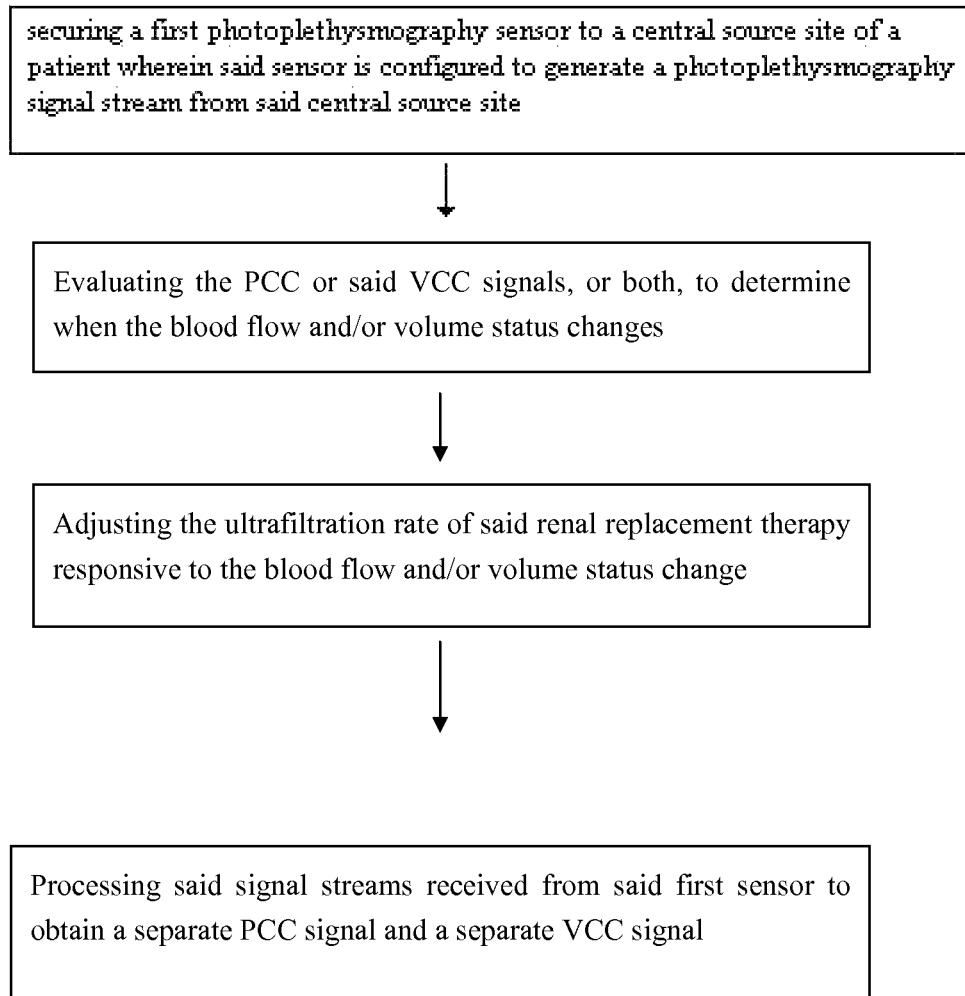 securing a first photoplethysmography sensor to a central source site of a
patient wherein said sensor is configured to generate a photoplethysmography
signal stream from said central source site
Evaluating the PCC or said VCC signals, or both, to determine
when the blood flow and/or volume status changes
Adjusting the ultrafiltration rate of said renal replacement therapy
responsive to the blood flow and/or volume status change
Processing said signal streams received from said first sensor to
obtain a separate PCC signal and a separate VCC signal